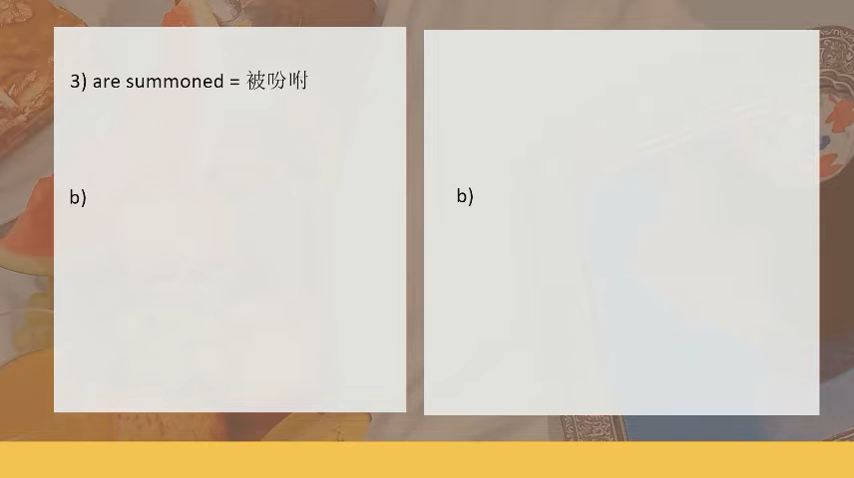 3) are summoned = 被吩咐
b)
b)